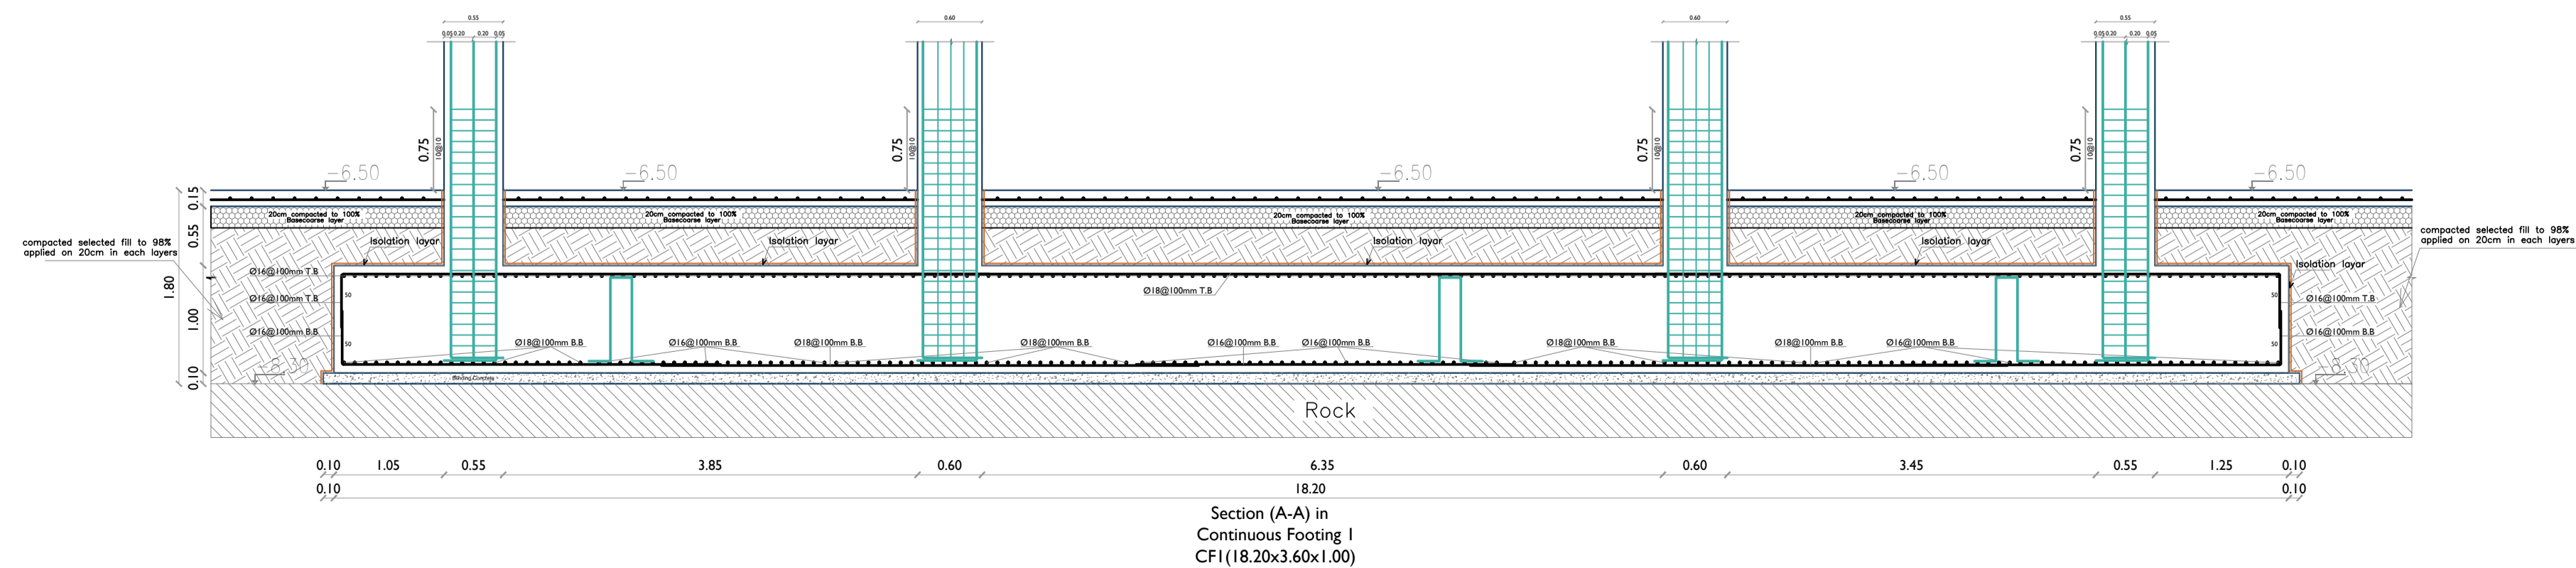 0.55
0.60
0.60
0.55
0.05 0.20 0.20 0.05
0.05 0.20 0.20 0.05
0.75
10@10
0.75
10@10
0.75
10@10
0.75
10@10
-6.50
-6.50
-6.50
-6.50
-6.50
0.15
20cm compacted to 100%
Basecoarse layer
20cm compacted to 100%
Basecoarse layer
20cm compacted to 100%
Basecoarse layer
20cm compacted to 100%
Basecoarse layer
20cm compacted to 100%
Basecoarse layer
compacted selected fill to 98%
applied on 20cm in each layers
0.55
Isolation layar
Isolation layar
Isolation layar
Isolation layar
Isolation layar
compacted selected fill to 98%
applied on 20cm in each layers
1.80
Ø16@100mm T.B
Ø16@100mm T.B
50
Ø18@100mm T.B
50
Ø16@100mm T.B
1.00
Ø16@100mm B.B
50
Ø18@100mm B.B
Ø16@100mm B.B
Ø18@100mm B.B
Ø18@100mm B.B
Ø16@100mm B.B
Ø16@100mm B.B
Ø18@100mm B.B
Ø18@100mm B.B
Ø16@100mm B.B
50
Ø16@100mm B.B
0.10
-8.30
-8.30
Rock
0.10 1.05 0.55 3.85 0.60 6.35 0.60 3.45 0.55 1.25 0.10
0.10 18.20 0.10
Section (A-A) in
Continuous Footing 1
CF1(18.20x3.60x1.00)